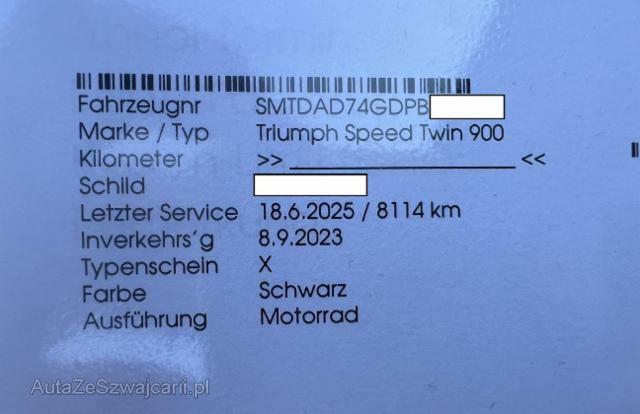 Fahrzeugnr SMTDAD74GDPB
Marke / Typ Triumph Speed Twin 900
Kilometer >> ____________________ <<
Schild
Letzter Service 18.6.2025 / 8114 km
Inverkehrs´g 8.9.2023
Typenschein X
Farbe Schwarz
Ausführung Motorrad
AutaZeSzwajcarii.pl